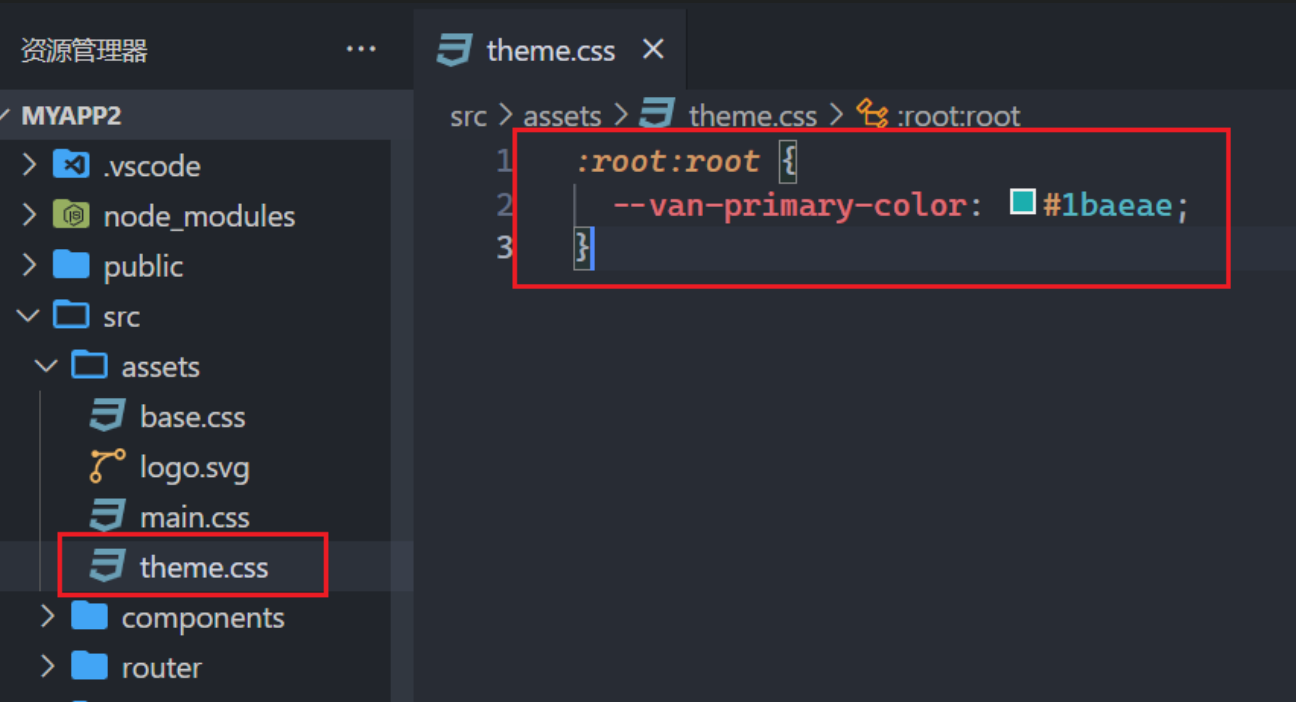 资源管理器 ···
MYAPP2
.vscode
node_modules
public
src
assets
base.css
logo.svg
main.css
theme.css
components
router
theme.css ×
src > assets > theme.css > :root:root
1 :root:root {
2 --van-primary-color: #1baeae;
3 }